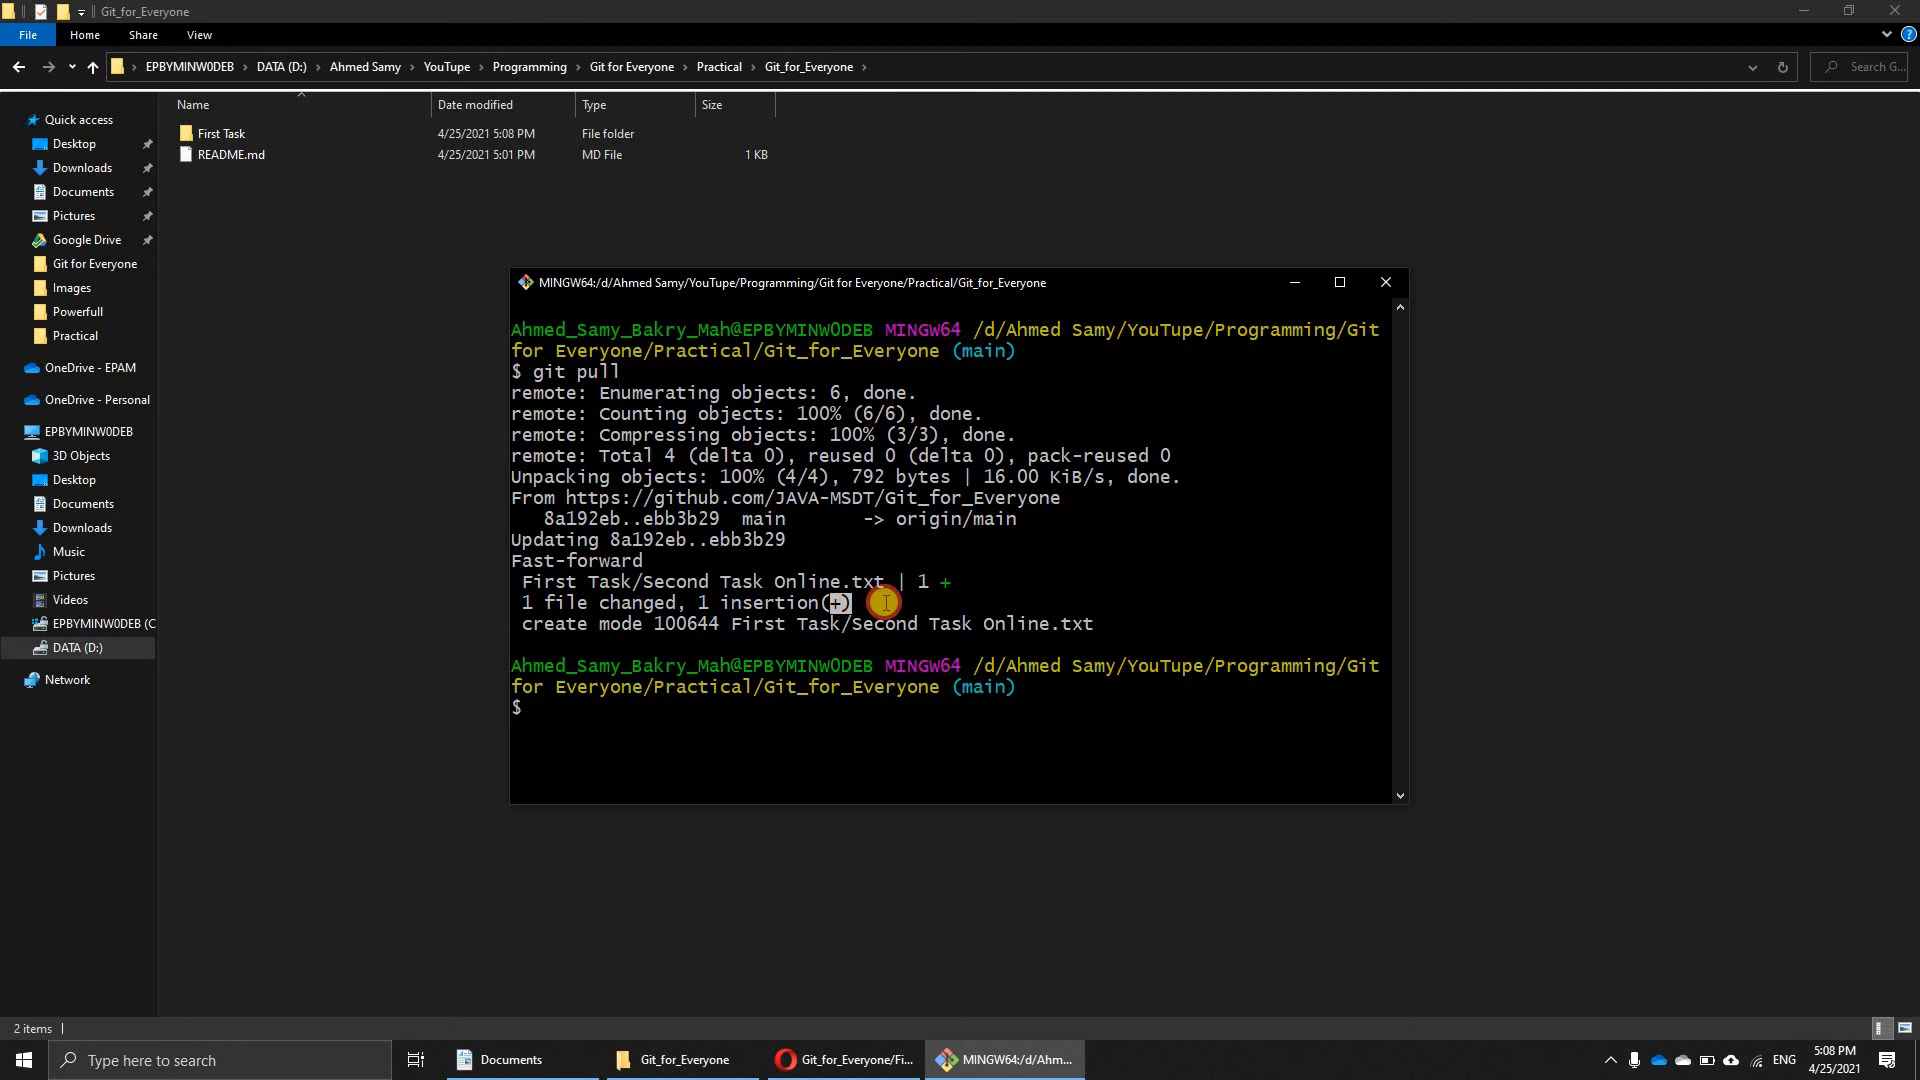 Git_for_Everyone
File Home Share View
EPBYMINW0DEB DATA (D:) Ahmed Samy YouTupe Programming Git for Everyone Practical Git_for_Everyone
Search G...
Name Date modified Type Size
First Task 4/25/2021 5:08 PM File folder
README.md 4/25/2021 5:01 PM MD File 1 KB
Quick access
Desktop
Downloads
Documents
Pictures
Google Drive
Git for Everyone
Images
Powerfull
Practical
OneDrive - EPAM
OneDrive - Personal
EPBYMINW0DEB
3D Objects
Desktop
Documents
Downloads
Music
Pictures
Videos
EPBYMINW0DEB (C
DATA (D:)
Network
MINGW64:/d/Ahmed Samy/YouTupe/Programming/Git for Everyone/Practical/Git_for_Everyone
Ahmed_Samy_Bakry_Mah@EPBYMINW0DEB MINGW64 /d/Ahmed Samy/YouTupe/Programming/Git
for Everyone/Practical/Git_for_Everyone (main)
$ git pull
remote: Enumerating objects: 6, done.
remote: Counting objects: 100% (6/6), done.
remote: Compressing objects: 100% (3/3), done.
remote: Total 4 (delta 0), reused 0 (delta 0), pack-reused 0
Unpacking objects: 100% (4/4), 792 bytes | 16.00 KiB/s, done.
From https://github.com/JAVA-MSDT/Git_for_Everyone
8a192eb..ebb3b29 main -> origin/main
Updating 8a192eb..ebb3b29
Fast-forward
First Task/Second Task Online.txt | 1 +
1 file changed, 1 insertion(+)
create mode 100644 First Task/Second Task Online.txt
Ahmed_Samy_Bakry_Mah@EPBYMINW0DEB MINGW64 /d/Ahmed Samy/YouTupe/Programming/Git
for Everyone/Practical/Git_for_Everyone (main)
$
2 items
Type here to search
Documents
Git_for_Everyone
Git_for_Everyone/Fi...
MINGW64:/d/Ahm...
ENG
5:08 PM
4/25/2021